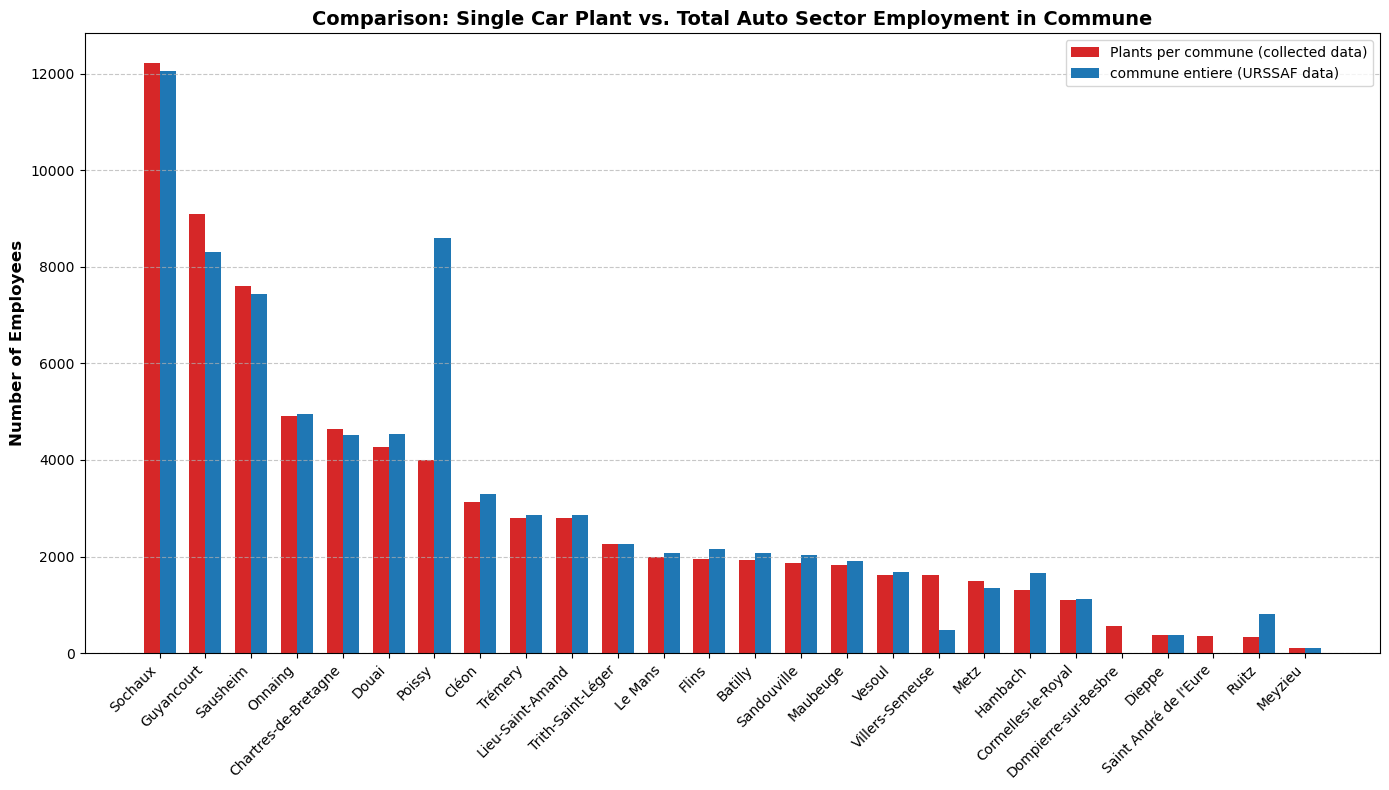 Comparison: Single Car Plant vs. Total Auto Sector Employment in Commune
Plants per commune (collected data)
commune entiere (URSSAF data)
Number of Employees
12000
10000
8000
6000
4000
2000
0
Sochaux
Guyancourt
Sausheim
Onnaing
Chartres-de-Bretagne
Douai
Poissy
Cléon
Trémery
Lieu-Saint-Amand
Trith-Saint-Léger
Le Mans
Flins
Batilly
Sandouville
Maubeuge
Vesoul
Villers-Semeuse
Metz
Hambach
Cormelles-le-Royal
Dompierre-sur-Besbre
Dieppe
Saint André de l'Eure
Ruitz
Meyzieu